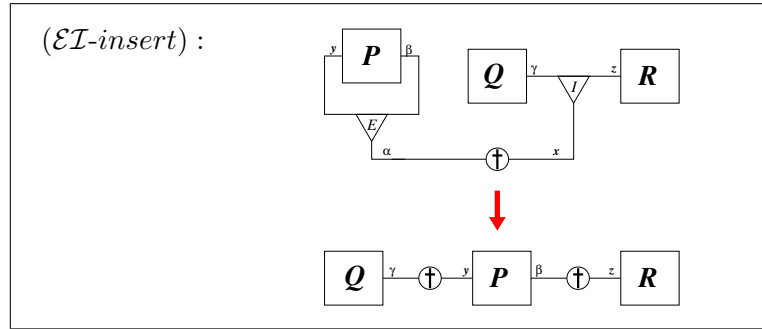 (ℰℐ-insert) :
y P β
Q γ z R
I
E
α † x
Q γ † y P β † z R